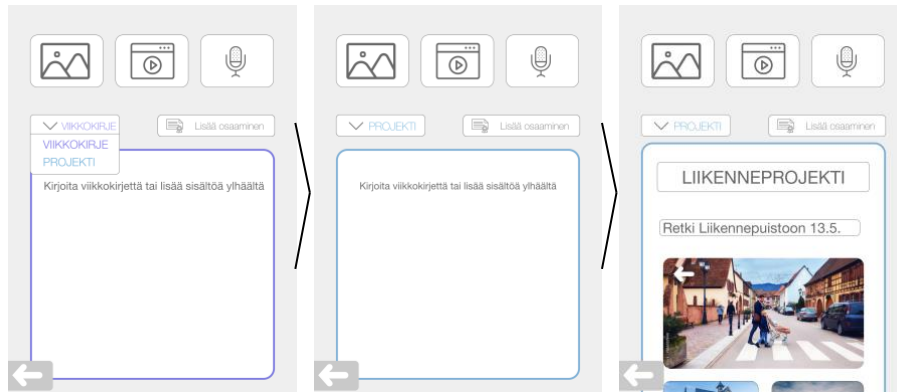 VIIKKOKIRJE
Lisää osaaminen
VIIKKOKIRJE
PROJEKTI
Kirjoita viikkokirjettä tai lisää sisältöä ylhäältä
PROJEKTI
Lisää osaaminen
Kirjoita viikkokirjettä tai lisää sisältöä ylhäältä
PROJEKTI
Lisää osaaminen
LIIKENNEPROJEKTI
Retki Liikennepuistoon 13.5.